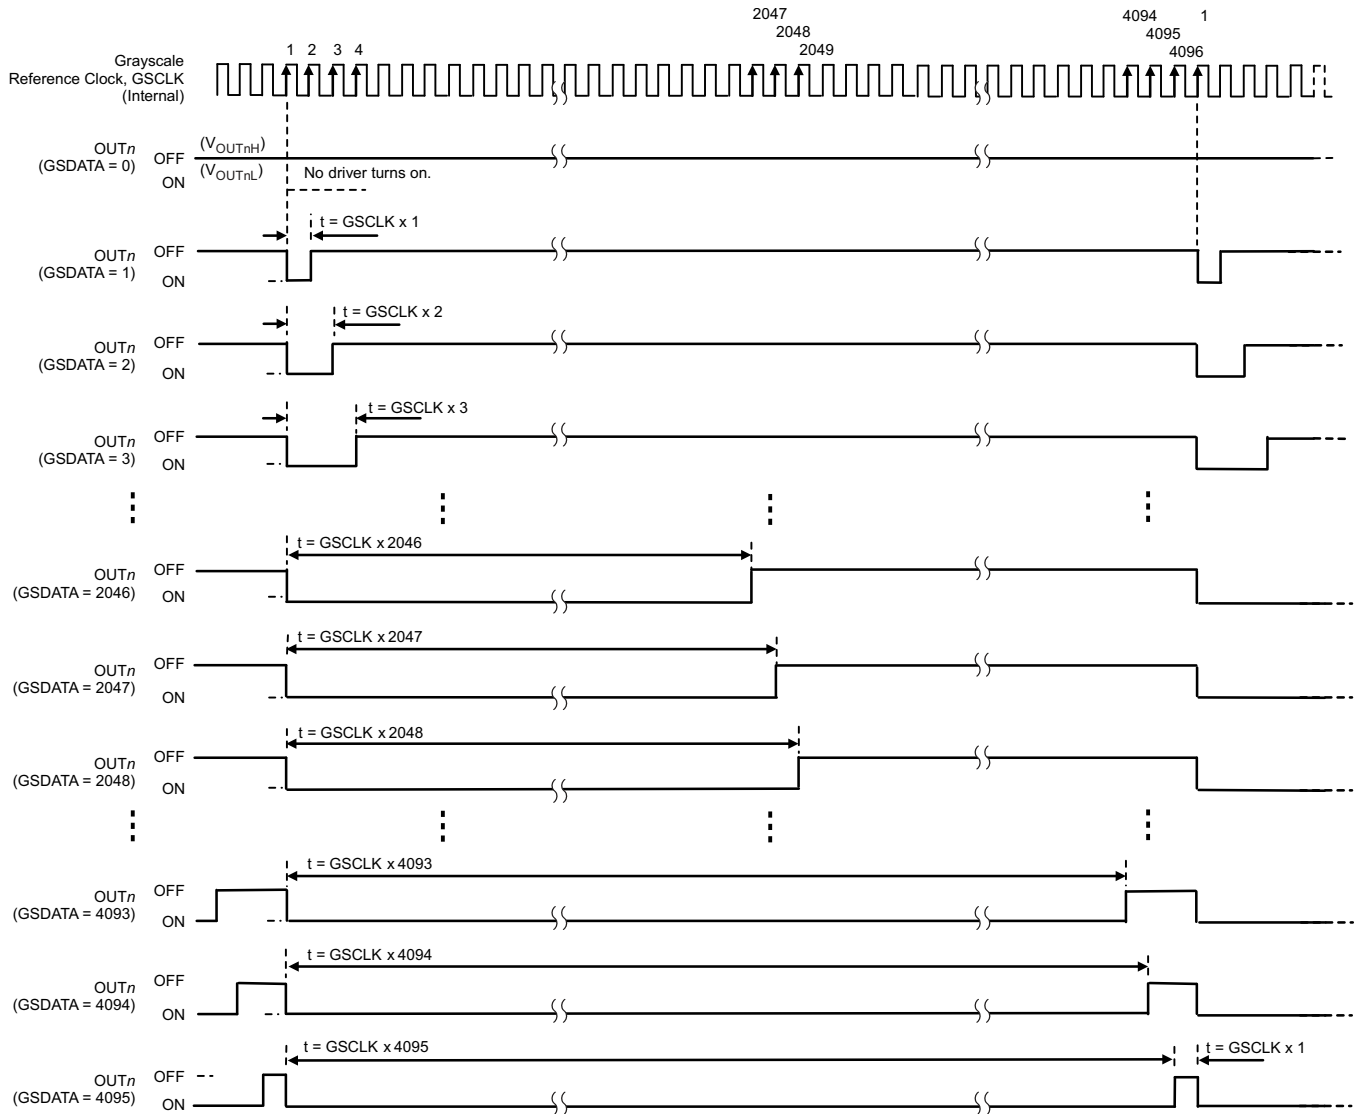 2047
4094
1
2048
4095
2049
4096
1
2
3
4
Grayscale
Reference Clock, GSCLK
(Internal)
OUTn
(GSDATA = 0)
OFF
ON
(VOUTnH)
(VOUTnL)
No driver turns on.
t = GSCLK x 1
OUTn
(GSDATA = 1)
OFF
ON
t = GSCLK x 2
OUTn
(GSDATA = 2)
OFF
ON
t = GSCLK x 3
OUTn
(GSDATA = 3)
OFF
ON
t = GSCLK x 2046
OUTn
(GSDATA = 2046)
OFF
ON
t = GSCLK x 2047
OUTn
(GSDATA = 2047)
OFF
ON
t = GSCLK x 2048
OUTn
(GSDATA = 2048)
OFF
ON
t = GSCLK x 4093
OUTn
(GSDATA = 4093)
OFF
ON
t = GSCLK x 4094
OUTn
(GSDATA = 4094)
OFF
ON
t = GSCLK x 4095
t = GSCLK x 1
OUTn
(GSDATA = 4095)
OFF
ON